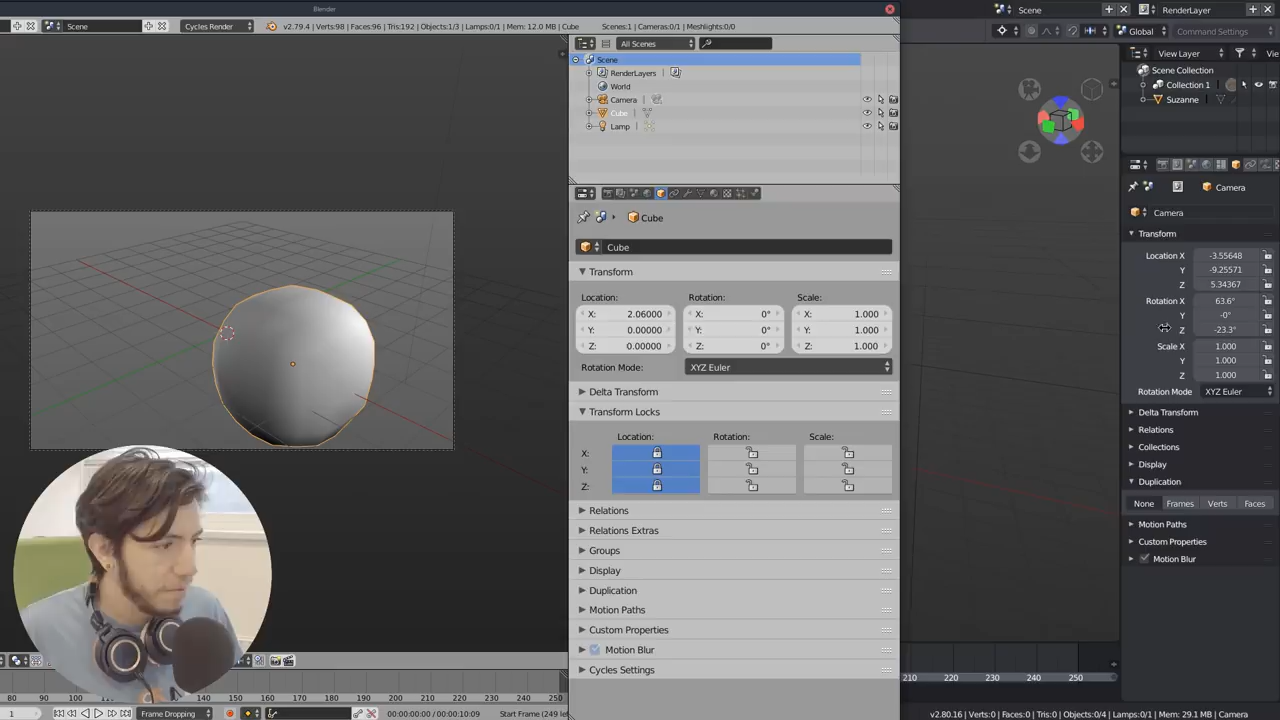 Blender
Scene
RenderLayer
Scene
Cycles Render
v2.79.4 | Verts:98 | Faces:96 | Tris:192 | Objects:1/3 | Lamps:0/1 | Mem: 12.0 MB | Cube
Scenes:1 | Cameras:0/1 | Meshlights:0/0
Global
Command Settings
All Scenes
View Layer
Scene
Scene Collection
RenderLayers
Collection 1
World
Camera
Suzanne
Cube
Lamp
Camera
Cube
Camera
Cube
Transform
Transform
Location X -3.55648
Y -9.25571
Z 5.34367
Rotation X 63.6°
Y -0°
Z -23.3°
Scale X 1.000
Y 1.000
Z 1.000
Rotation Mode XYZ Euler
Location: Rotation: Scale:
X: 2.06000 X: 0° X: 1.000
Y: 0.00000 Y: 0° Y: 1.000
Z: 0.00000 Z: 0° Z: 1.000
Rotation Mode: XYZ Euler
Delta Transform
Transform Locks
Location: Rotation: Scale:
X:
Y:
Z:
Relations
Relations Extras
Groups
Display
Duplication
Motion Paths
Custom Properties
Motion Blur
Cycles Settings
Delta Transform
Relations
Collections
Display
Duplication
None Frames Verts Faces
Motion Paths
Custom Properties
Motion Blur
210 220 230 240 250
80 90 100 110 120 130 140 150 160 170 180 190 200 210 220 230 240 250
1
Frame Dropping
00:00:00:00 / 00:00:10:09
Start Frame (249 lef
v2.80.16 | Verts:0 | Faces:0 | Tris:0 | Objects:0/4 | Mem: 29.1 MB | Camera